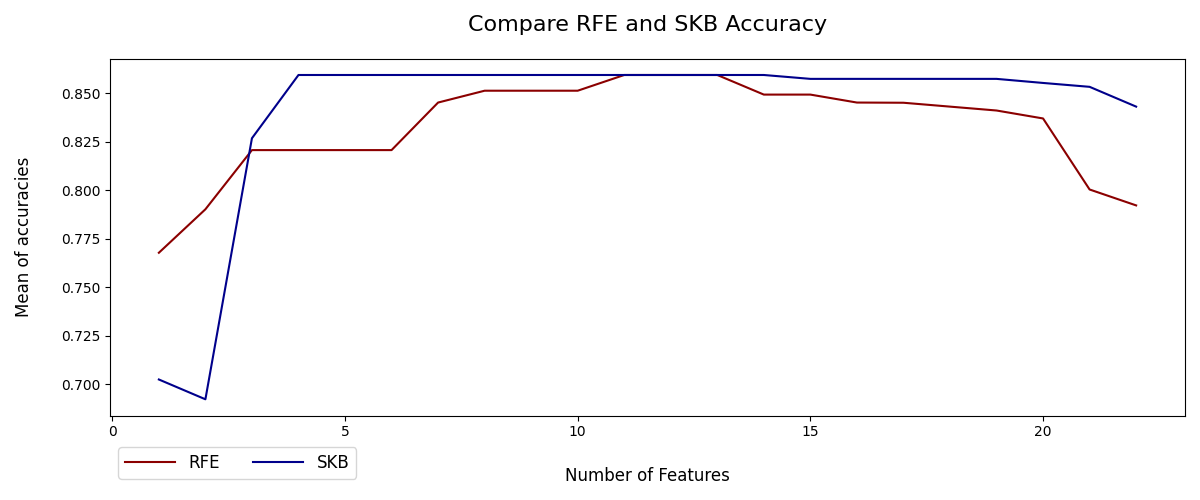 Compare RFE and SKB Accuracy
Mean of accuracies
0.850
0.825
0.800
0.775
0.750
0.725
0.700
0 5 10 15 20
RFE SKB
Number of Features